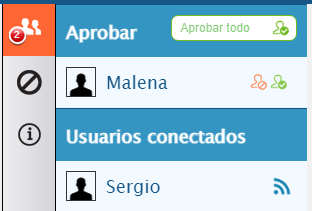 2
Aprobar
Aprobar todo
Malena
Usuarios conectados
Sergio